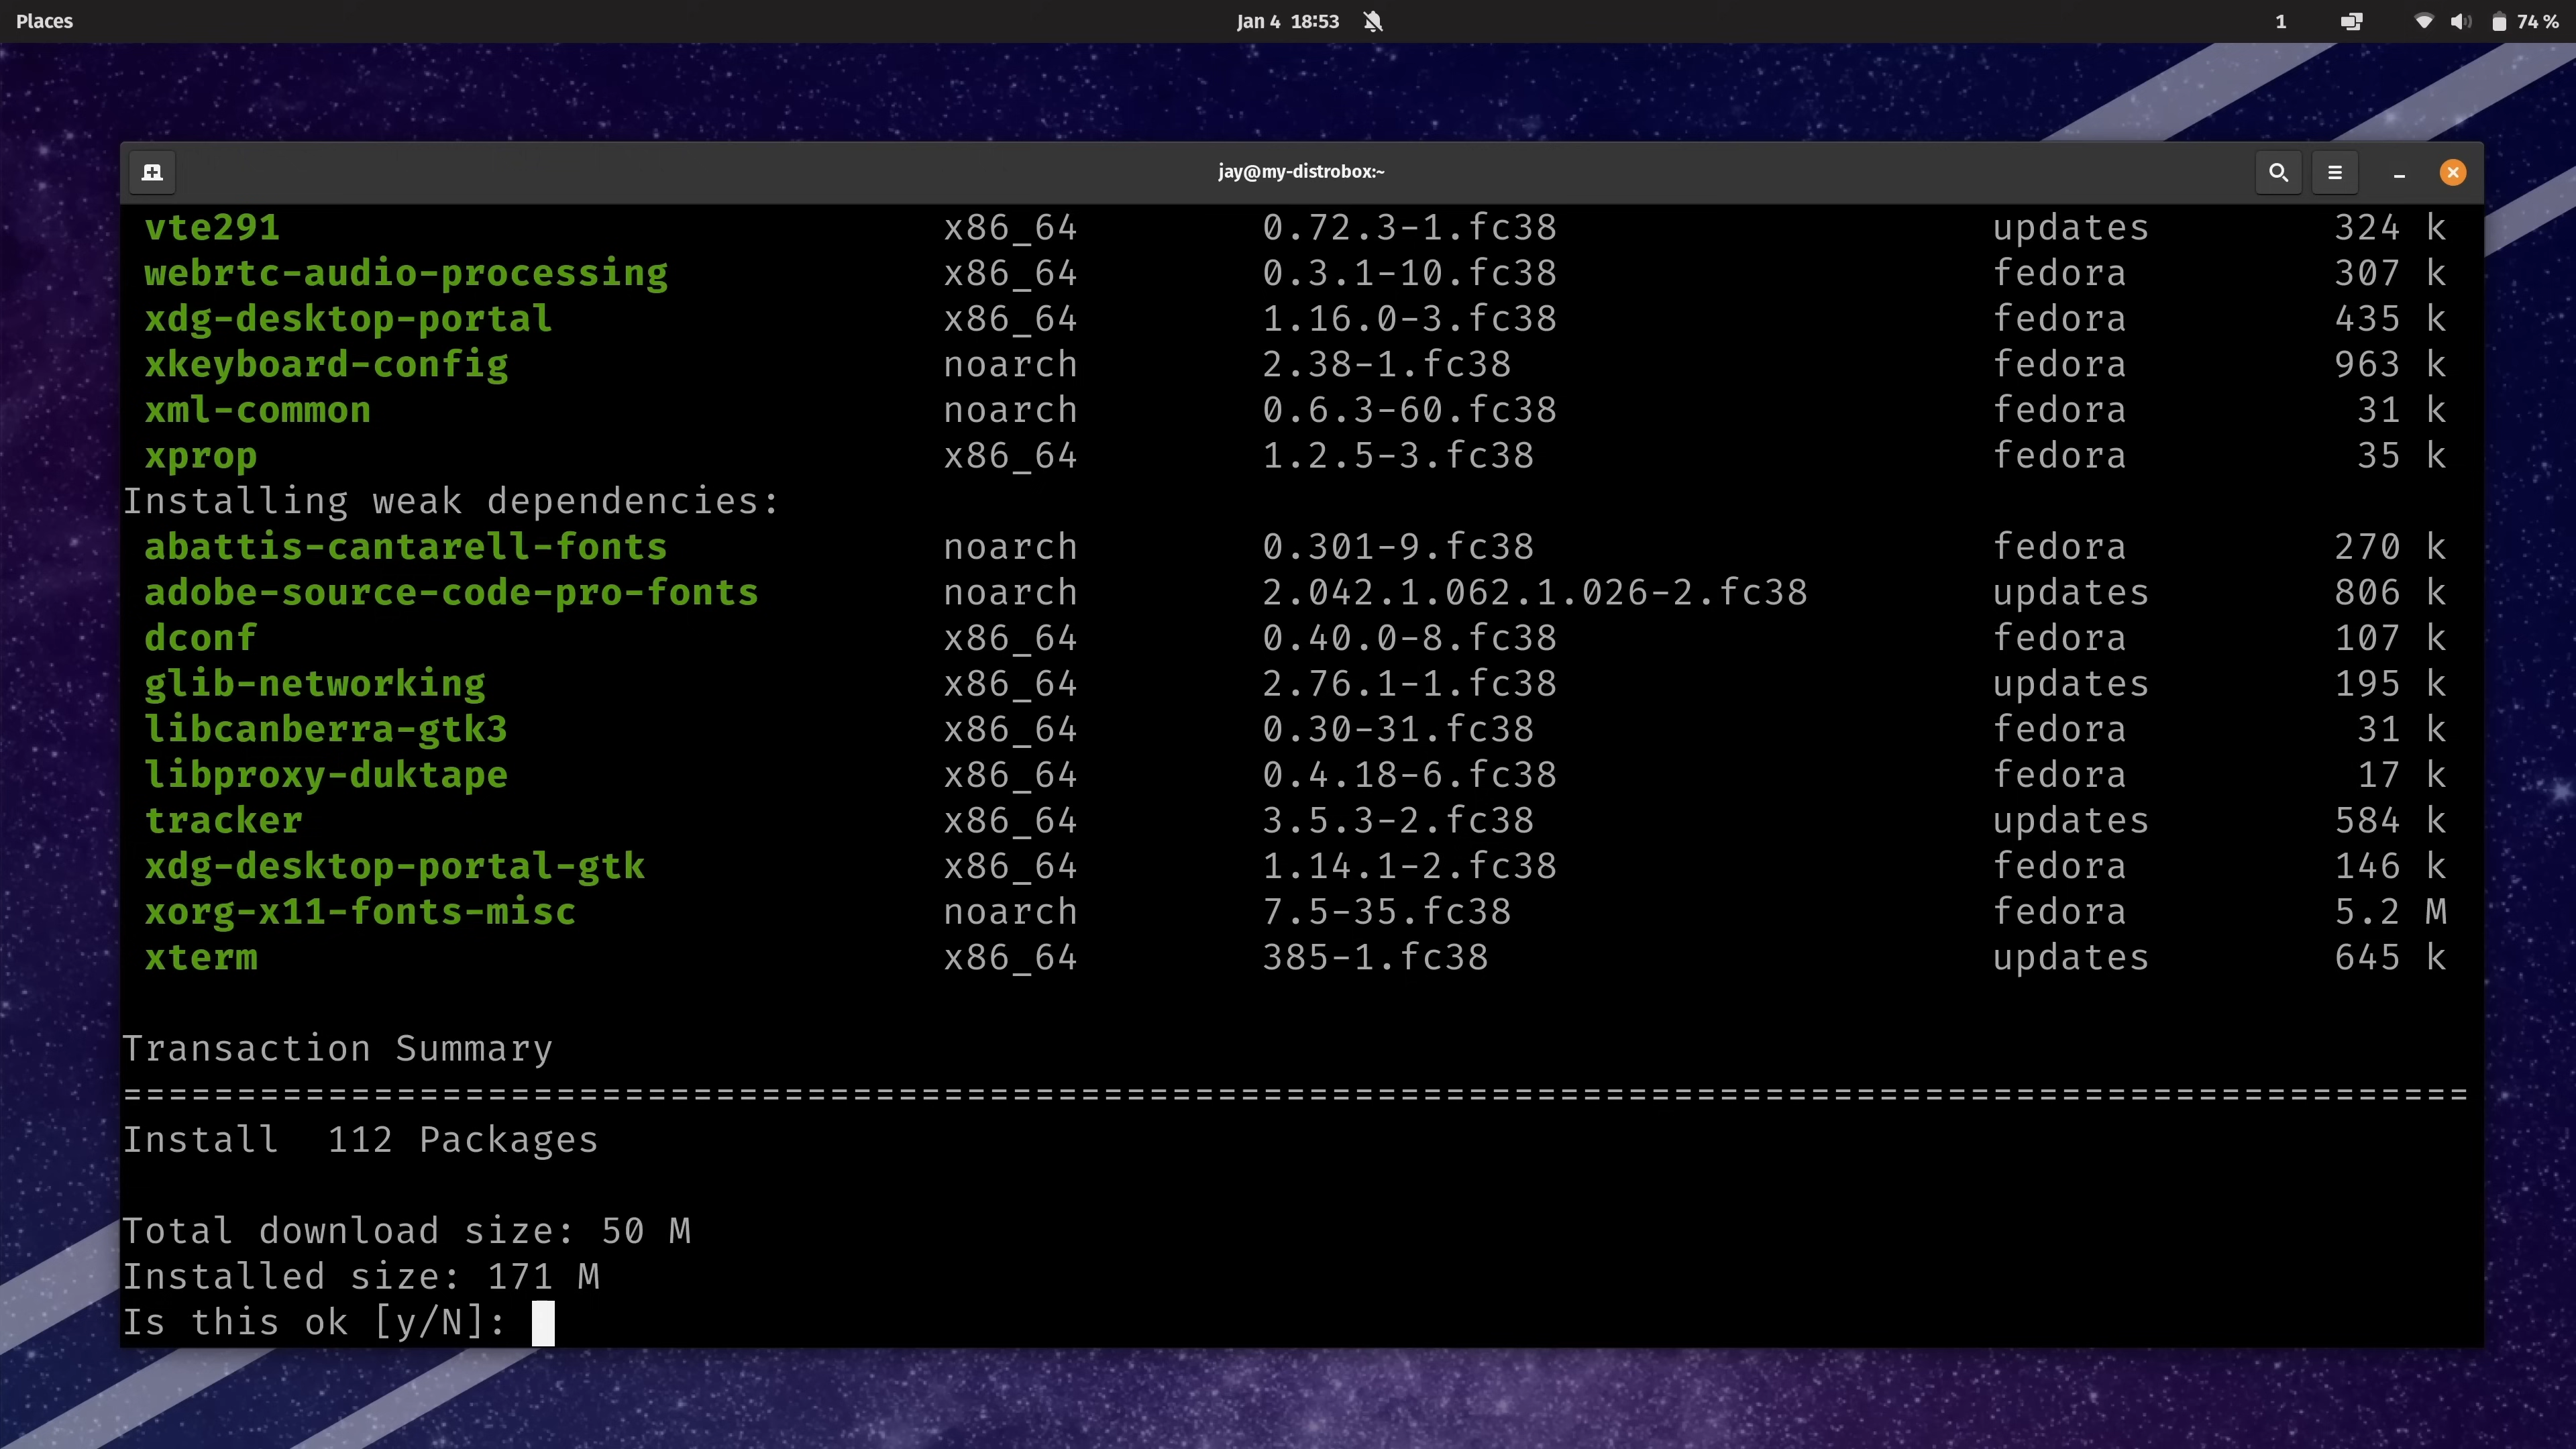 Places Jan 4 18:53 1 74 %
jay@my-distrobox:~
vte291 x86_64 0.72.3-1.fc38 updates 324 k
webrtc-audio-processing x86_64 0.3.1-10.fc38 fedora 307 k
xdg-desktop-portal x86_64 1.16.0-3.fc38 fedora 435 k
xkeyboard-config noarch 2.38-1.fc38 fedora 963 k
xml-common noarch 0.6.3-60.fc38 fedora 31 k
xprop x86_64 1.2.5-3.fc38 fedora 35 k
Installing weak dependencies:
abattis-cantarell-fonts noarch 0.301-9.fc38 fedora 270 k
adobe-source-code-pro-fonts noarch 2.042.1.062.1.026-2.fc38 updates 806 k
dconf x86_64 0.40.0-8.fc38 fedora 107 k
glib-networking x86_64 2.76.1-1.fc38 updates 195 k
libcanberra-gtk3 x86_64 0.30-31.fc38 fedora 31 k
libproxy-duktape x86_64 0.4.18-6.fc38 fedora 17 k
tracker x86_64 3.5.3-2.fc38 updates 584 k
xdg-desktop-portal-gtk x86_64 1.14.1-2.fc38 fedora 146 k
xorg-x11-fonts-misc noarch 7.5-35.fc38 fedora 5.2 M
xterm x86_64 385-1.fc38 updates 645 k
Transaction Summary
=======================================================================================================
Install  112 Packages
Total download size: 50 M
Installed size: 171 M
Is this ok [y/N]: